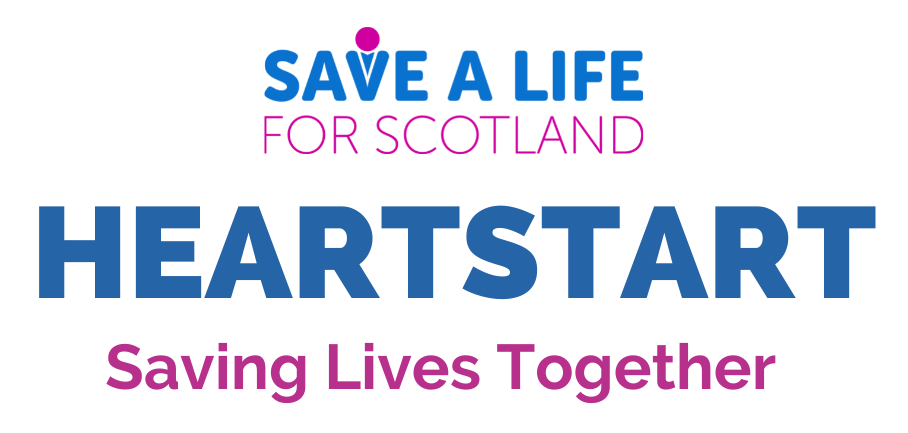 SAVE A LIFE
FOR SCOTLAND
HEARTSTART
Saving Lives Together